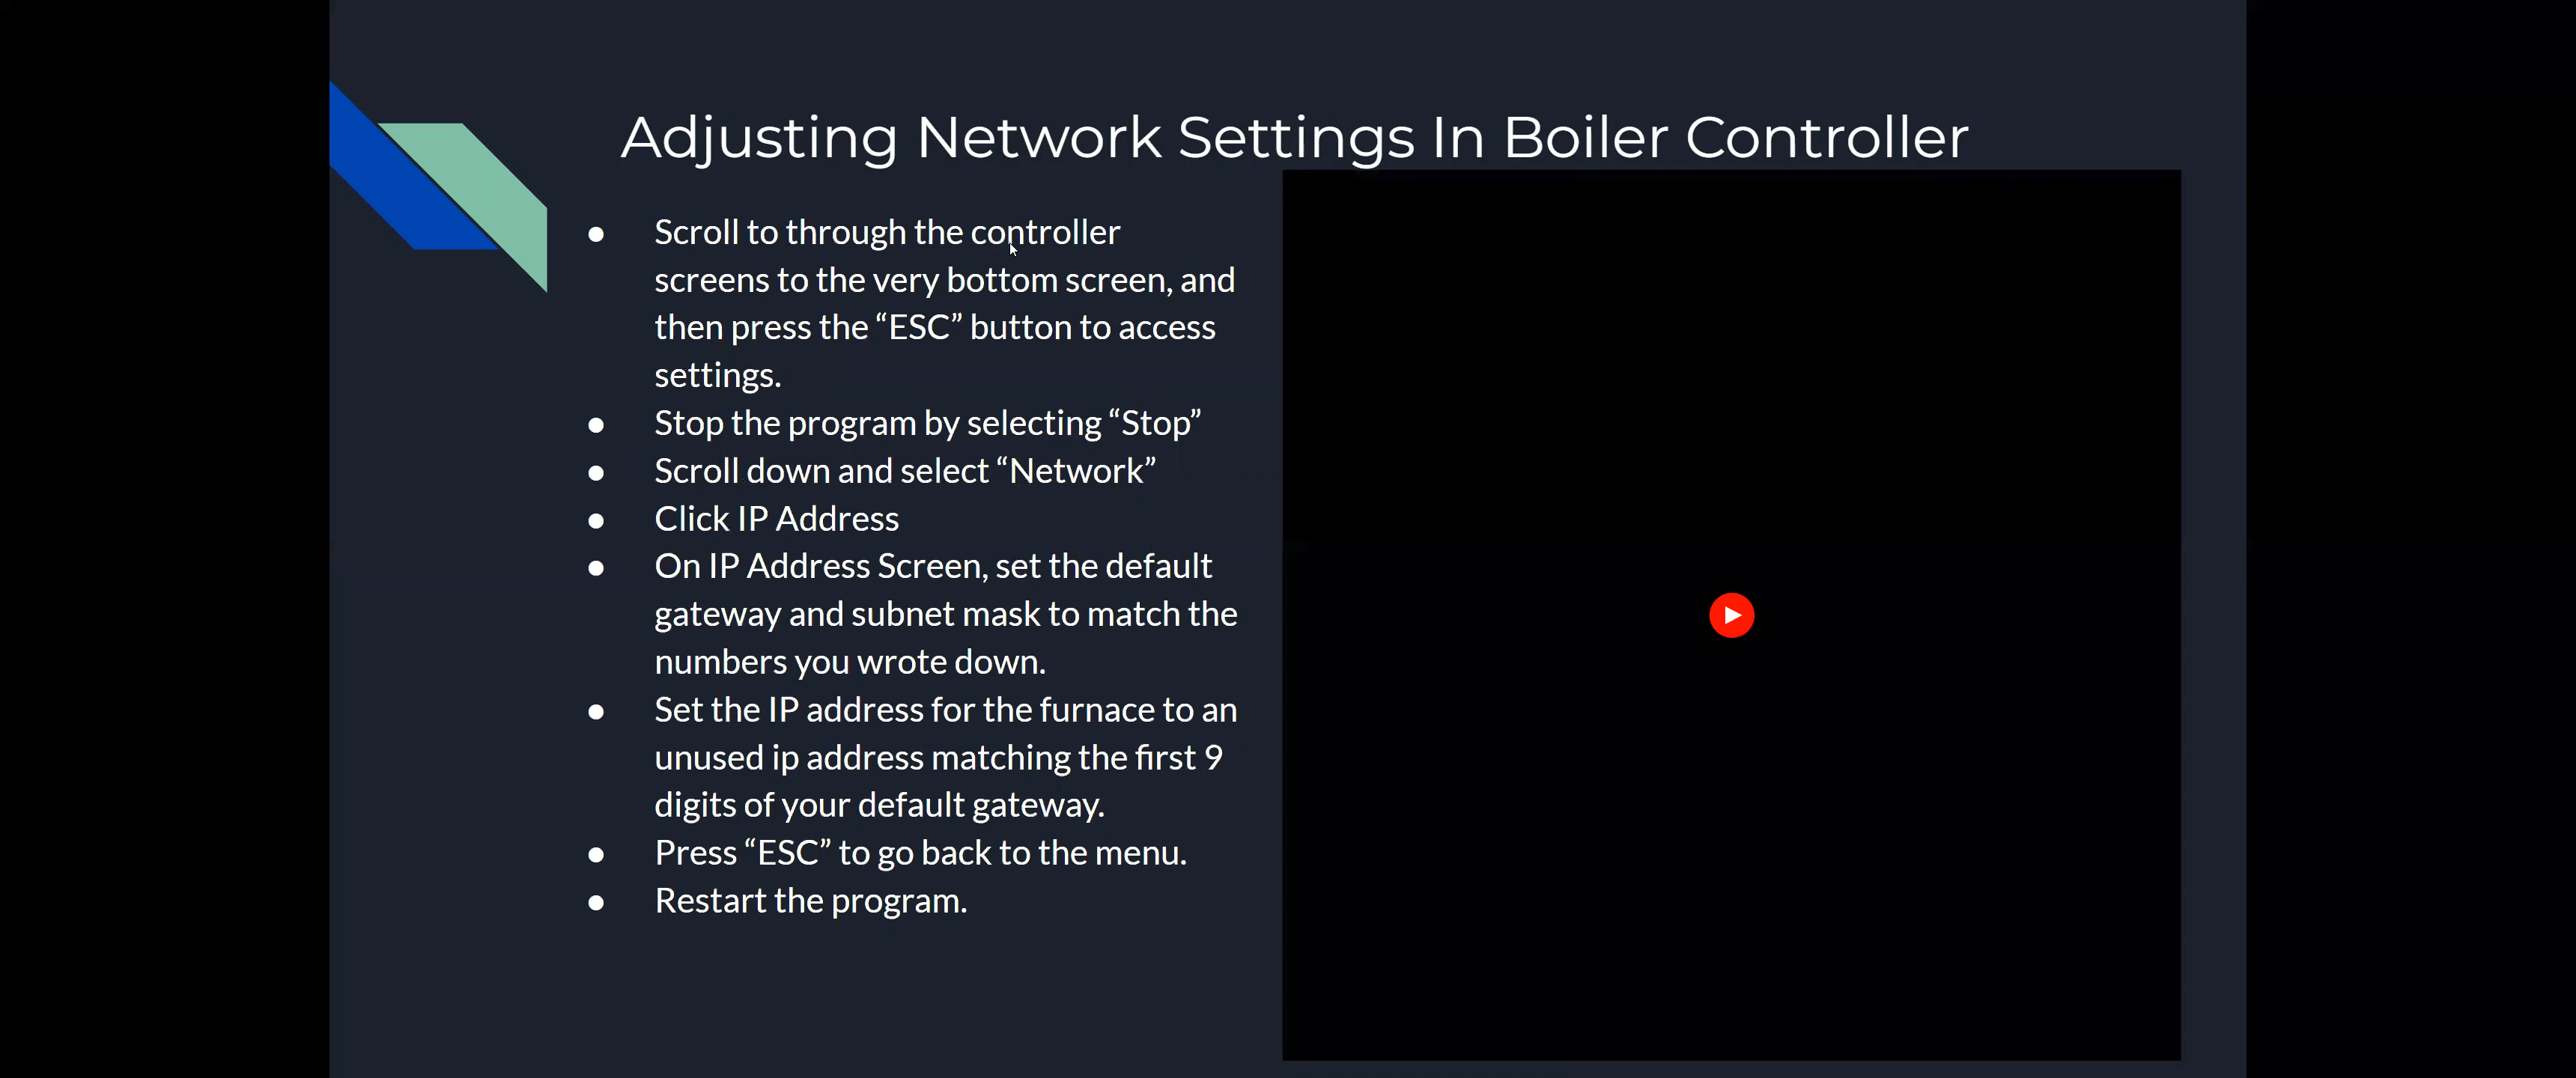 Adjusting Network Settings In Boiler Controller
● Scroll to through the controller
screens to the very bottom screen, and
then press the “ESC” button to access
settings.
● Stop the program by selecting “Stop”
● Scroll down and select “Network”
● Click IP Address
● On IP Address Screen, set the default
gateway and subnet mask to match the
numbers you wrote down.
● Set the IP address for the furnace to an
unused ip address matching the first 9
digits of your default gateway.
● Press “ESC” to go back to the menu.
● Restart the program.